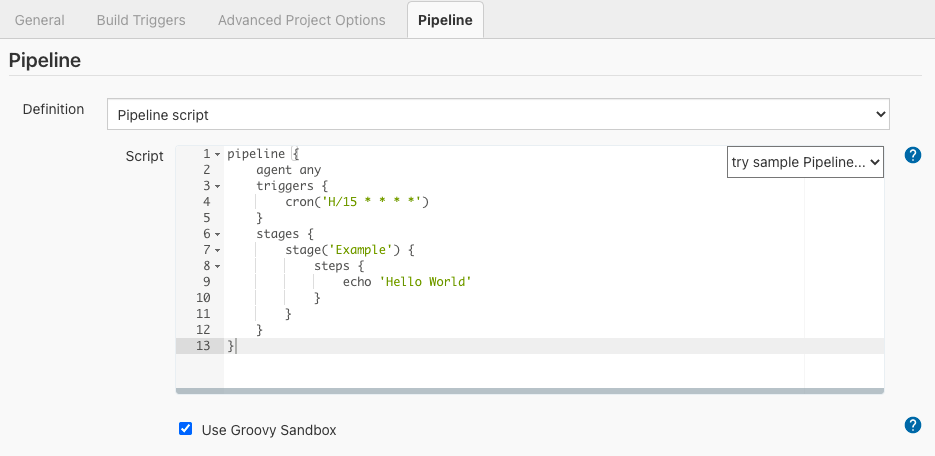 General Build Triggers Advanced Project Options Pipeline
Pipeline
Definition Pipeline script
Script
try sample Pipeline...
1 pipeline {
2     agent any
3     triggers {
4         cron('H/15 * * * *')
5     }
6     stages {
7         stage('Example') {
8             steps {
9                 echo 'Hello World'
10             }
11         }
12     }
13 }
Use Groovy Sandbox